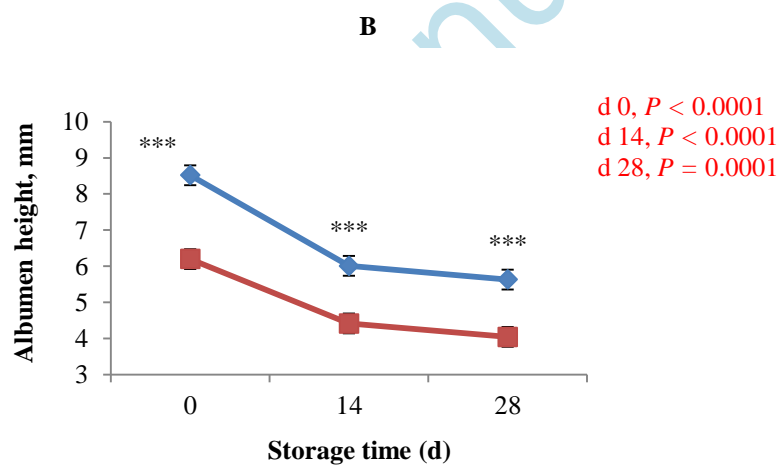 B
d 0, P < 0.0001
d 14, P < 0.0001
d 28, P = 0.0001
Albumen height, mm
10
9
8
7
6
5
4
3
***
***
***
0 14 28
Storage time (d)